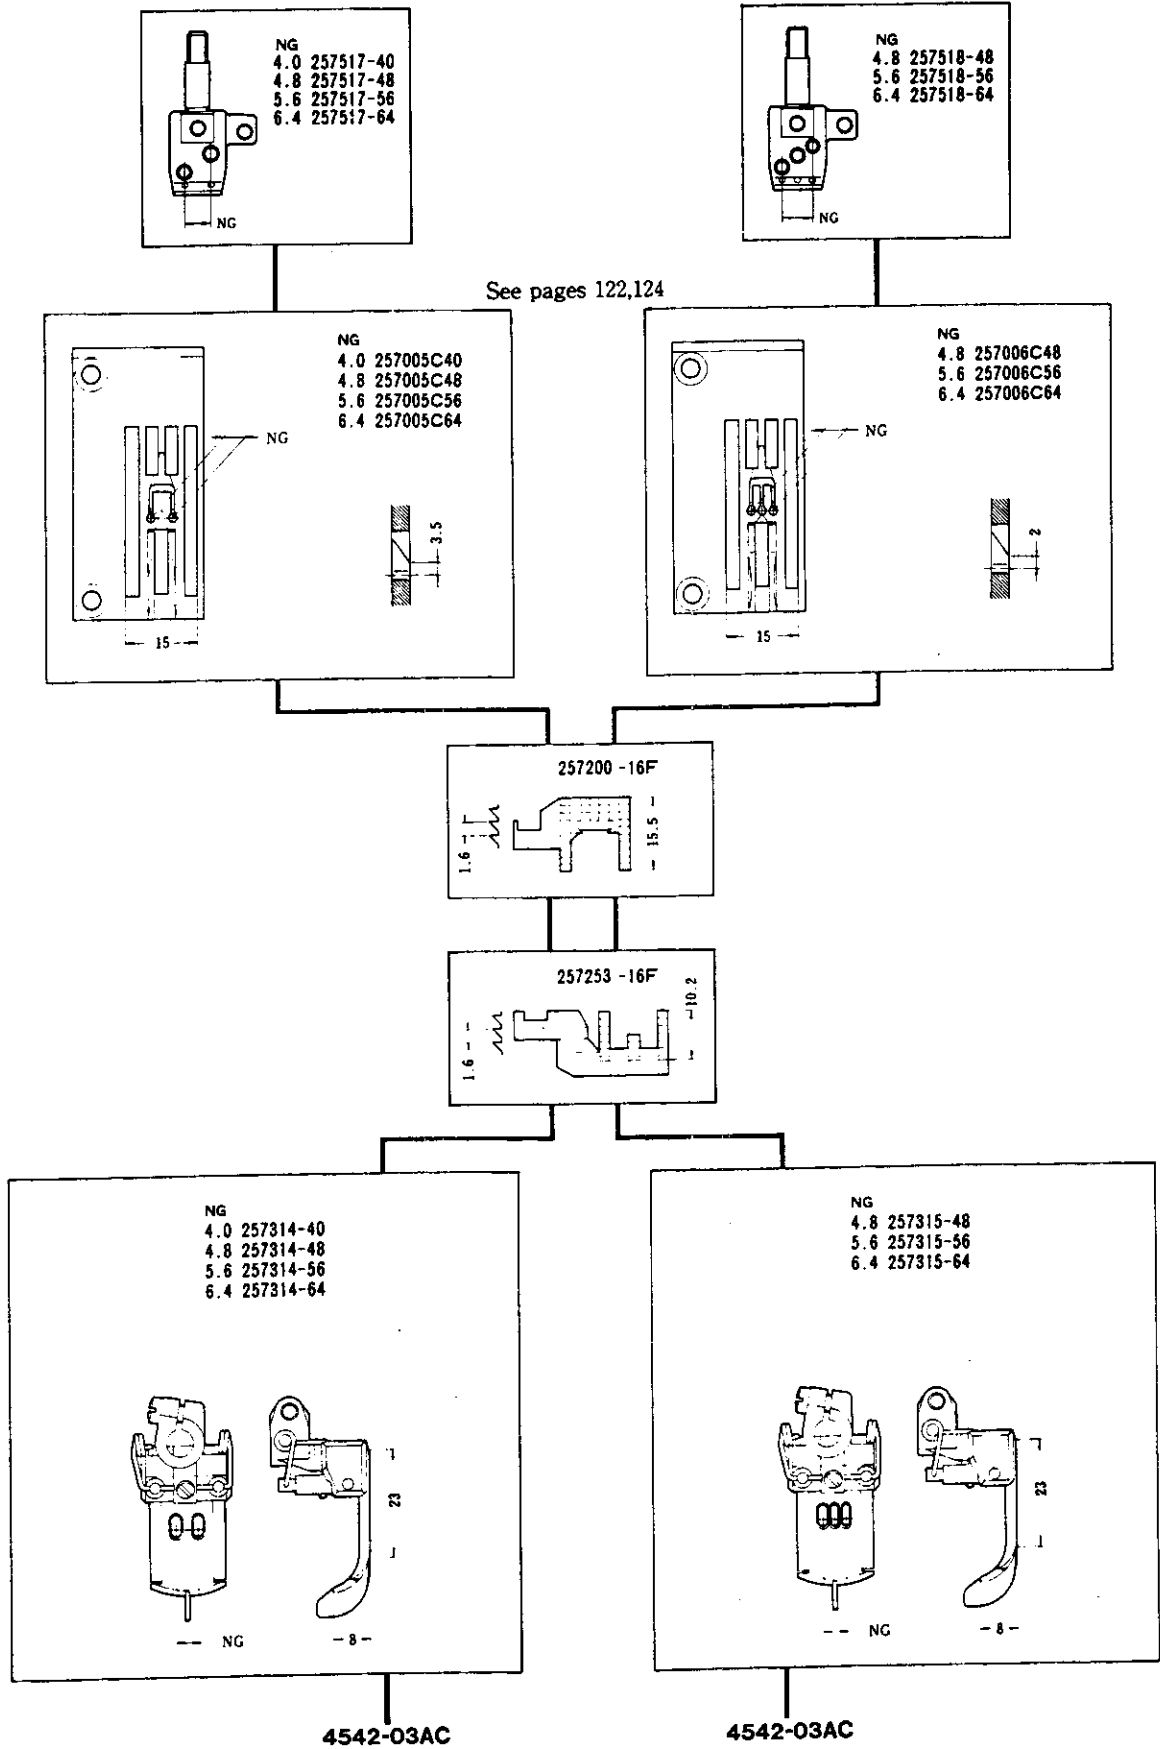 NG
4.0 257517-40
4.8 257517-48
5.6 257517-56
6.4 257517-64
NG
NG
4.8 257518-48
5.6 257518-56
6.4 257518-64
NG
See pages 122,124
NG
4.0 257005C40
4.8 257005C48
5.6 257005C56
6.4 257005C64
NG
3.5
15
NG
4.8 257006C48
5.6 257006C56
6.4 257006C64
NG
2
15
257200 -16F
1.6
15.5
257253 -16F
1.6
10.2
NG
4.0 257314-40
4.8 257314-48
5.6 257314-56
6.4 257314-64
23
NG
8
NG
4.8 257315-48
5.6 257315-56
6.4 257315-64
23
NG
8
4542-03AC
4542-03AC